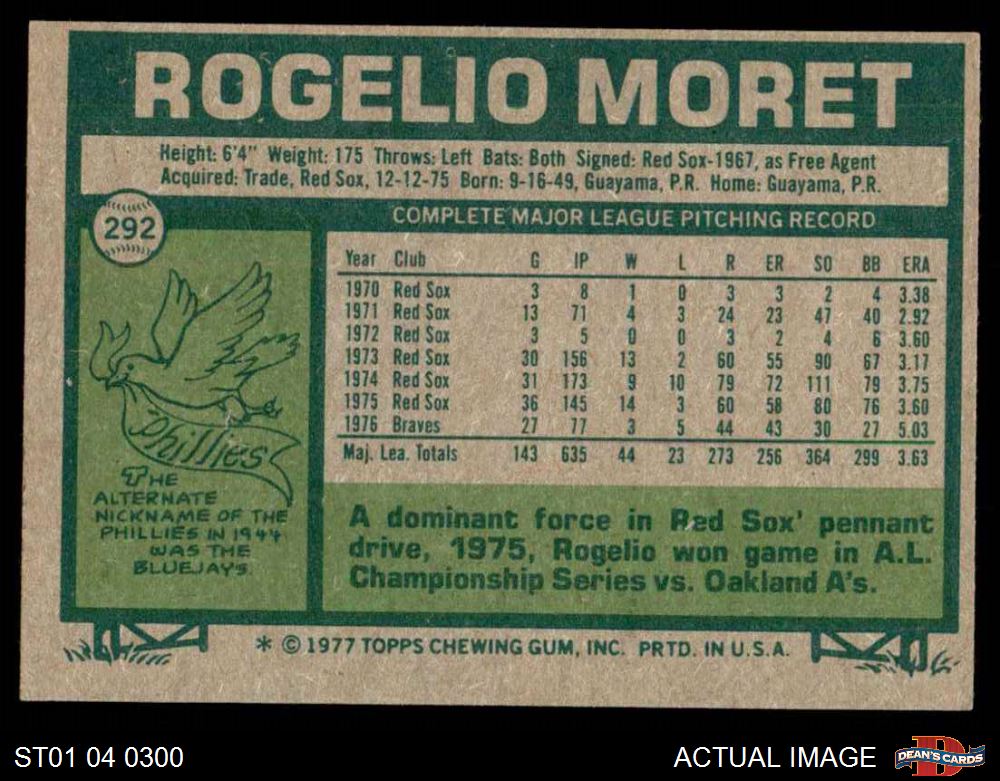 ROGELIO MORET
Height: 6'4" Weight: 175 Throws: Left Bats: Both Signed: Red Sox-1967, as Free Agent
Acquired: Trade, Red Sox, 12-12-75 Born: 9-16-49, Guayama, P.R. Home: Guayama, P.R.
292
COMPLETE MAJOR LEAGUE PITCHING RECORD
Year Club G IP W L R ER SO BB ERA
1970 Red Sox 3 8 1 0 3 3 2 4 3.38
1971 Red Sox 13 71 4 3 24 23 47 40 2.92
1972 Red Sox 3 5 0 0 3 2 4 6 3.60
1973 Red Sox 30 156 13 2 60 55 90 67 3.17
1974 Red Sox 31 173 9 10 79 72 111 79 3.75
1975 Red Sox 36 145 14 3 60 58 80 76 3.60
1976 Braves 27 77 3 5 44 43 30 27 5.03
Maj. Lea. Totals 143 635 44 23 273 256 364 299 3.63
Phillies
THE
ALTERNATE
NICKNAME OF THE
PHILLIES IN 1944
WAS THE
BLUEJAYS.
A dominant force in Red Sox' pennant
drive, 1975, Rogelio won game in A.L.
Championship Series vs. Oakland A's.
* © 1977 TOPPS CHEWING GUM, INC. PRTD. IN U.S.A.
ST01 04 0300
ACTUAL IMAGE
D
DEAN'S CARDS